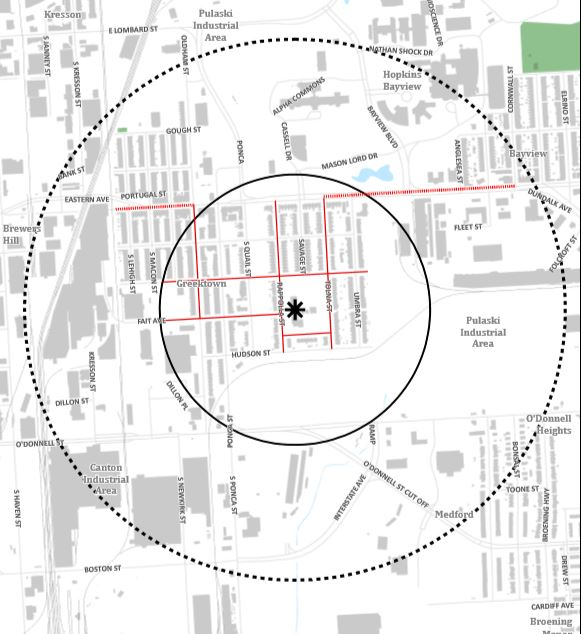 Kresson
Pulaski
Industrial
Area
E LOMBARD ST
S JANNEY ST
S KRESSON ST
OLDHAM ST
NATHAN SHOCK DR
Hopkins
Bayview
ALPHA COMMONS
CORNWALL ST
ELRINO ST
GOUGH ST
PONCA
CASSELL DR
BAYVIEW BLVD
ANGLESEA ST
MASON LORD DR
Bayview
BANK ST
EASTERN AVE
PORTUGAL ST
DUNDALK AVE
Brewers
Hill
FLEET ST
FOLCROFT ST
S LEHIGH ST
S MACON ST
S QUAIL ST
SAVAGE ST
Greektown
RAPPOLLA ST
TOLNA ST
UMBRA ST
FAIT AVE
Pulaski
Industrial
Area
HUDSON ST
KRESSON ST
DILLON ST
DILLON PL
PONCA ST
RAMP
O'Donnell
Heights
O'DONNELL ST
BONSAL ST
Canton
Industrial
Area
O'DONNELL ST CUT OFF
S HAVEN ST
S NEWKIRK ST
S PONCA ST
INTERSTATE AVE
TOONE ST
BROENING HWY
Medford
BOSTON ST
DREW ST
CARDIFF AVE
Broening